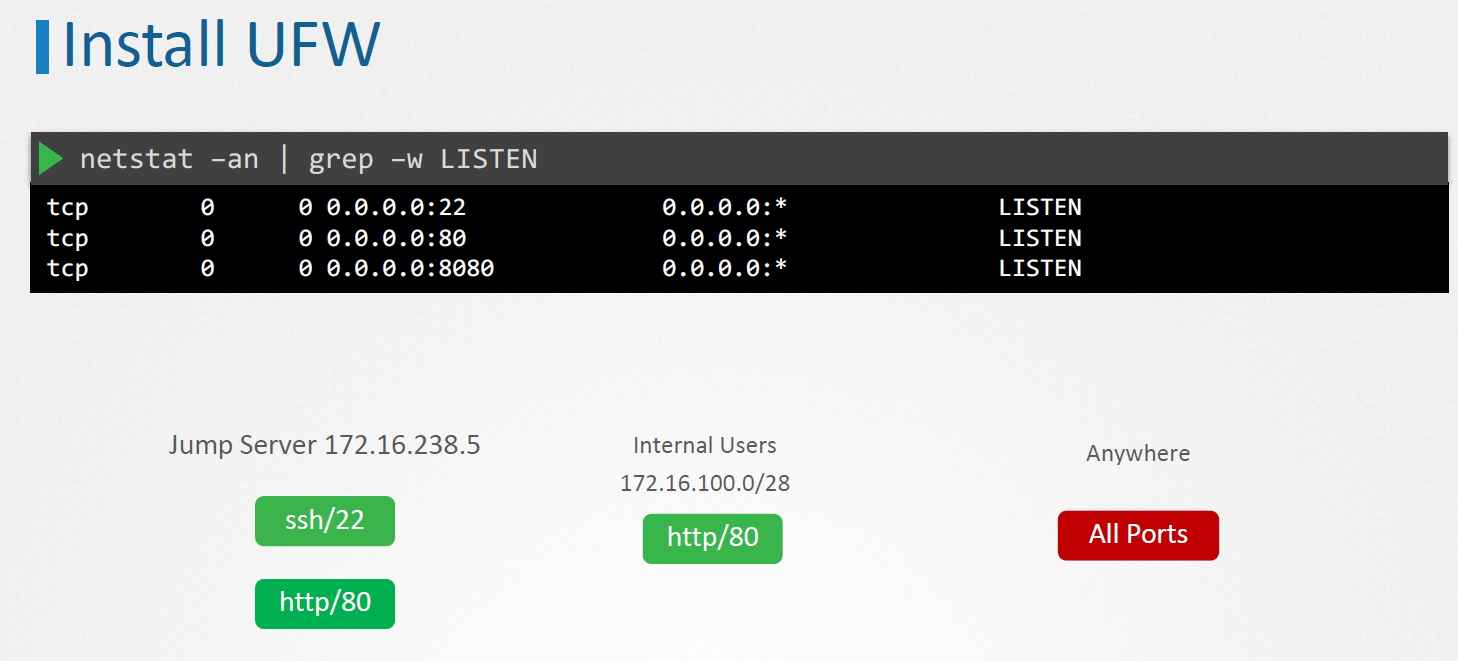 Install UFW
netstat –an | grep –w LISTEN
tcp 0 0 0.0.0.0:22 0.0.0.0:* LISTEN
tcp 0 0 0.0.0.0:80 0.0.0.0:* LISTEN
tcp 0 0 0.0.0.0:8080 0.0.0.0:* LISTEN
Jump Server 172.16.238.5
ssh/22
http/80
Internal Users
172.16.100.0/28
http/80
Anywhere
All Ports